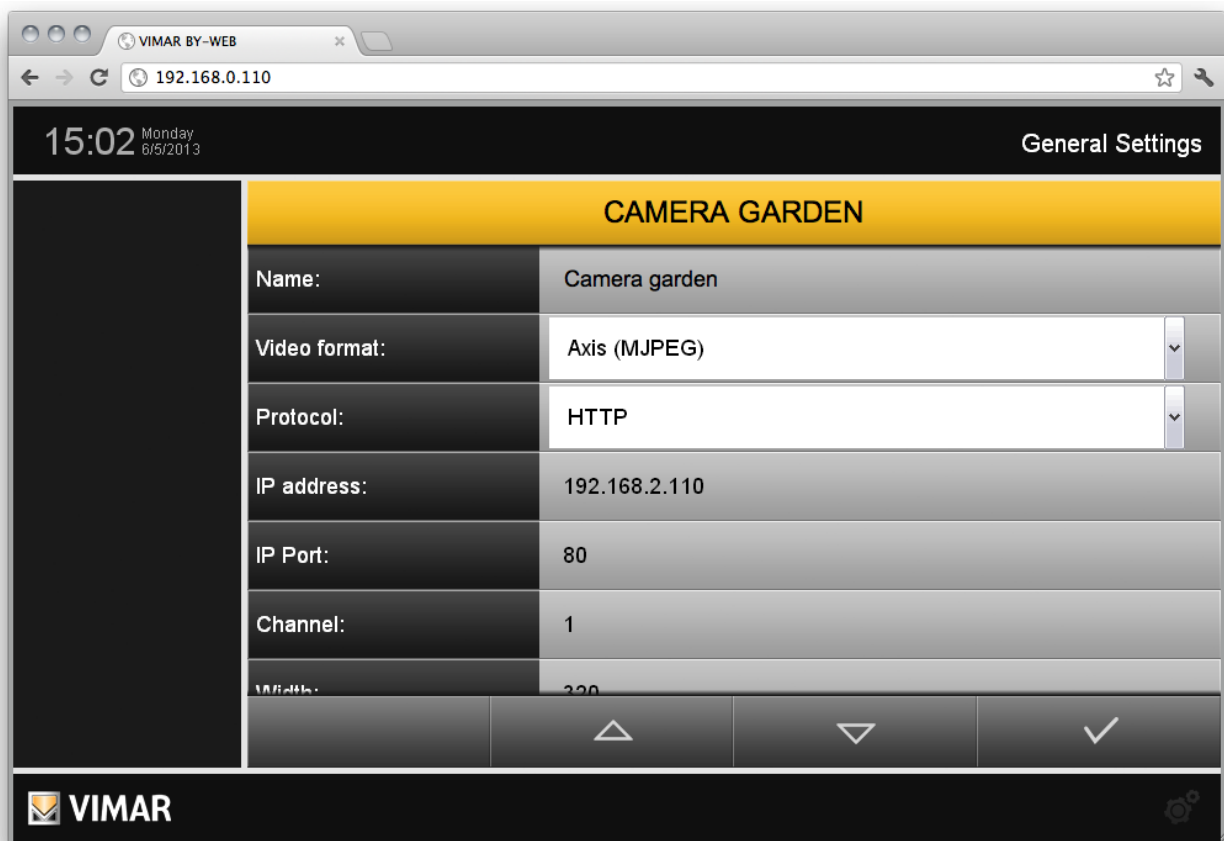 VIMAR BY-WEB
192.168.0.110
15:02 Monday
6/5/2013
General Settings
CAMERA GARDEN
Name: Camera garden
Video format: Axis (MJPEG)
Protocol: HTTP
IP address: 192.168.2.110
IP Port: 80
Channel: 1
Width: 320
VIMAR